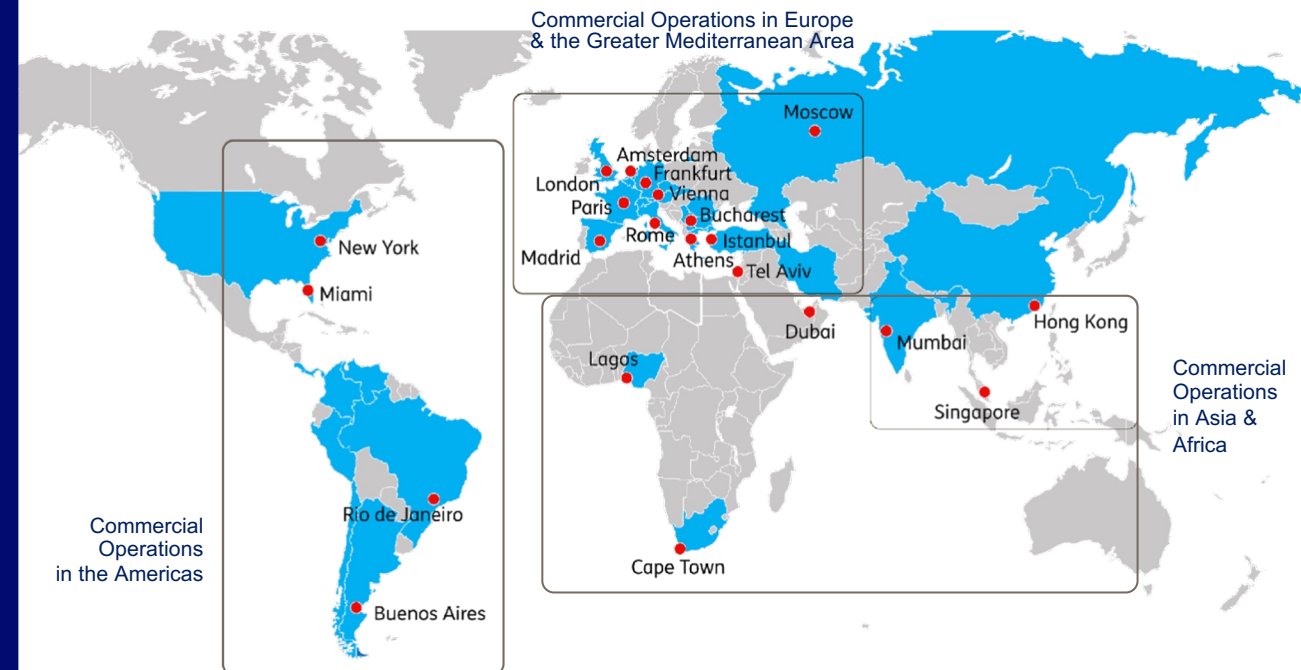 Commercial Operations in Europe
& the Greater Mediterranean Area
Moscow
Amsterdam
Frankfurt
London
Vienna
Paris
Bucharest
Rome
Istanbul
Madrid
Athens
Tel Aviv
New York
Miami
Dubai
Hong Kong
Mumbai
Lagos
Singapore
Commercial
Operations
in Asia &
Africa
Rio de Janeiro
Commercial
Operations
in the Americas
Cape Town
Buenos Aires